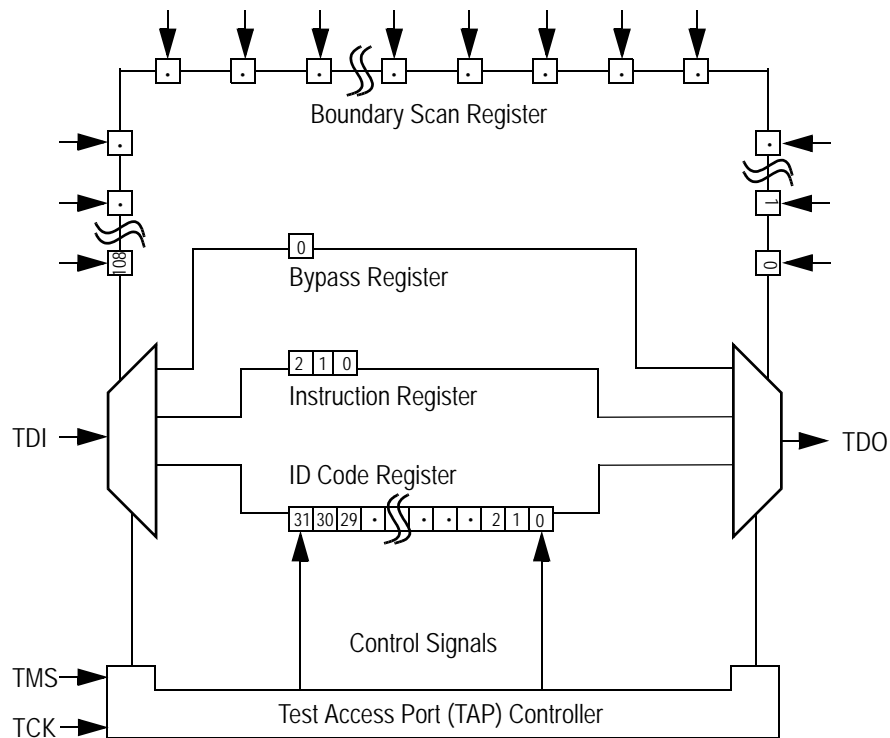 · · · · · · · ·
Boundary Scan Register
· ·
· 1
108 0
0
Bypass Register
2 1 0
Instruction Register
TDI
TDO
ID Code Register
31 30 29 · · · · 2 1 0
Control Signals
TMS
Test Access Port (TAP) Controller
TCK